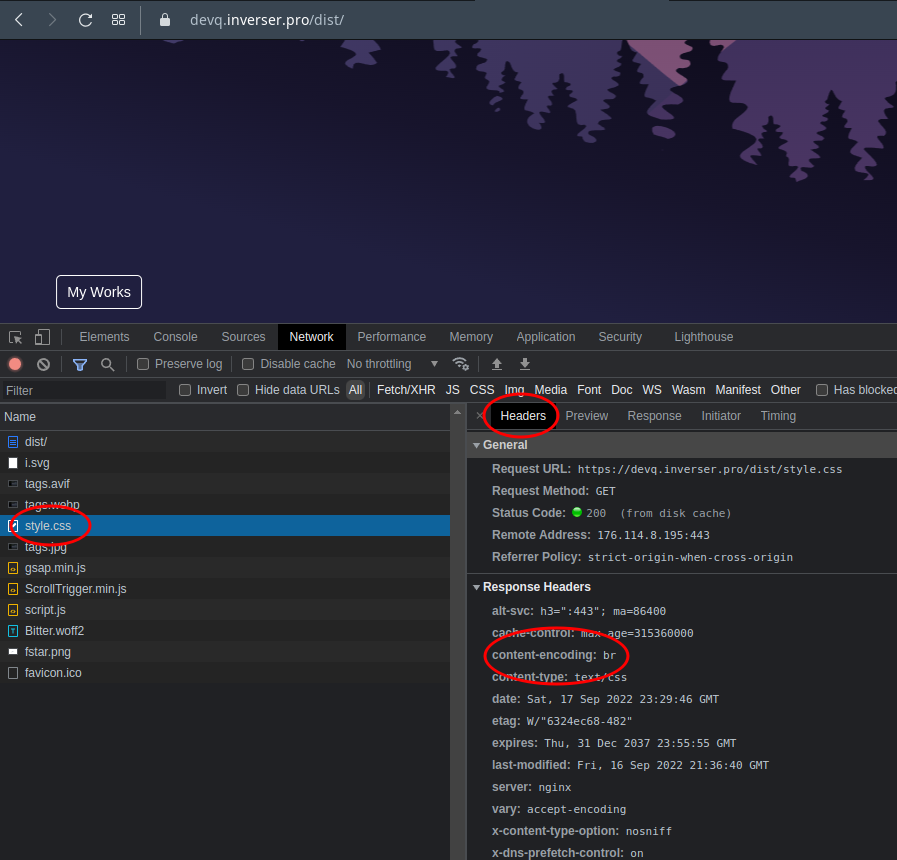 devq.inverser.pro/dist/
My Works
Elements Console Sources Network Performance Memory Application Security Lighthouse
Preserve log Disable cache No throttling
Filter Invert Hide data URLs All Fetch/XHR JS CSS Img Media Font Doc WS Wasm Manifest Other Has blocked
Name
dist/
i.svg
tags.avif
tags.webp
style.css
tags.jpg
gsap.min.js
ScrollTrigger.min.js
script.js
Bitter.woff2
fstar.png
favicon.ico
Headers Preview Response Initiator Timing
General
Request URL: https://devq.inverser.pro/dist/style.css
Request Method: GET
Status Code: 200 (from disk cache)
Remote Address: 176.114.8.195:443
Referrer Policy: strict-origin-when-cross-origin
Response Headers
alt-svc: h3=":443"; ma=86400
cache-control: max-age=315360000
content-encoding: br
content-type: text/css
date: Sat, 17 Sep 2022 23:29:46 GMT
etag: W/"6324ec68-482"
expires: Thu, 31 Dec 2037 23:55:55 GMT
last-modified: Fri, 16 Sep 2022 21:36:40 GMT
server: nginx
vary: accept-encoding
x-content-type-option: nosniff
x-dns-prefetch-control: on